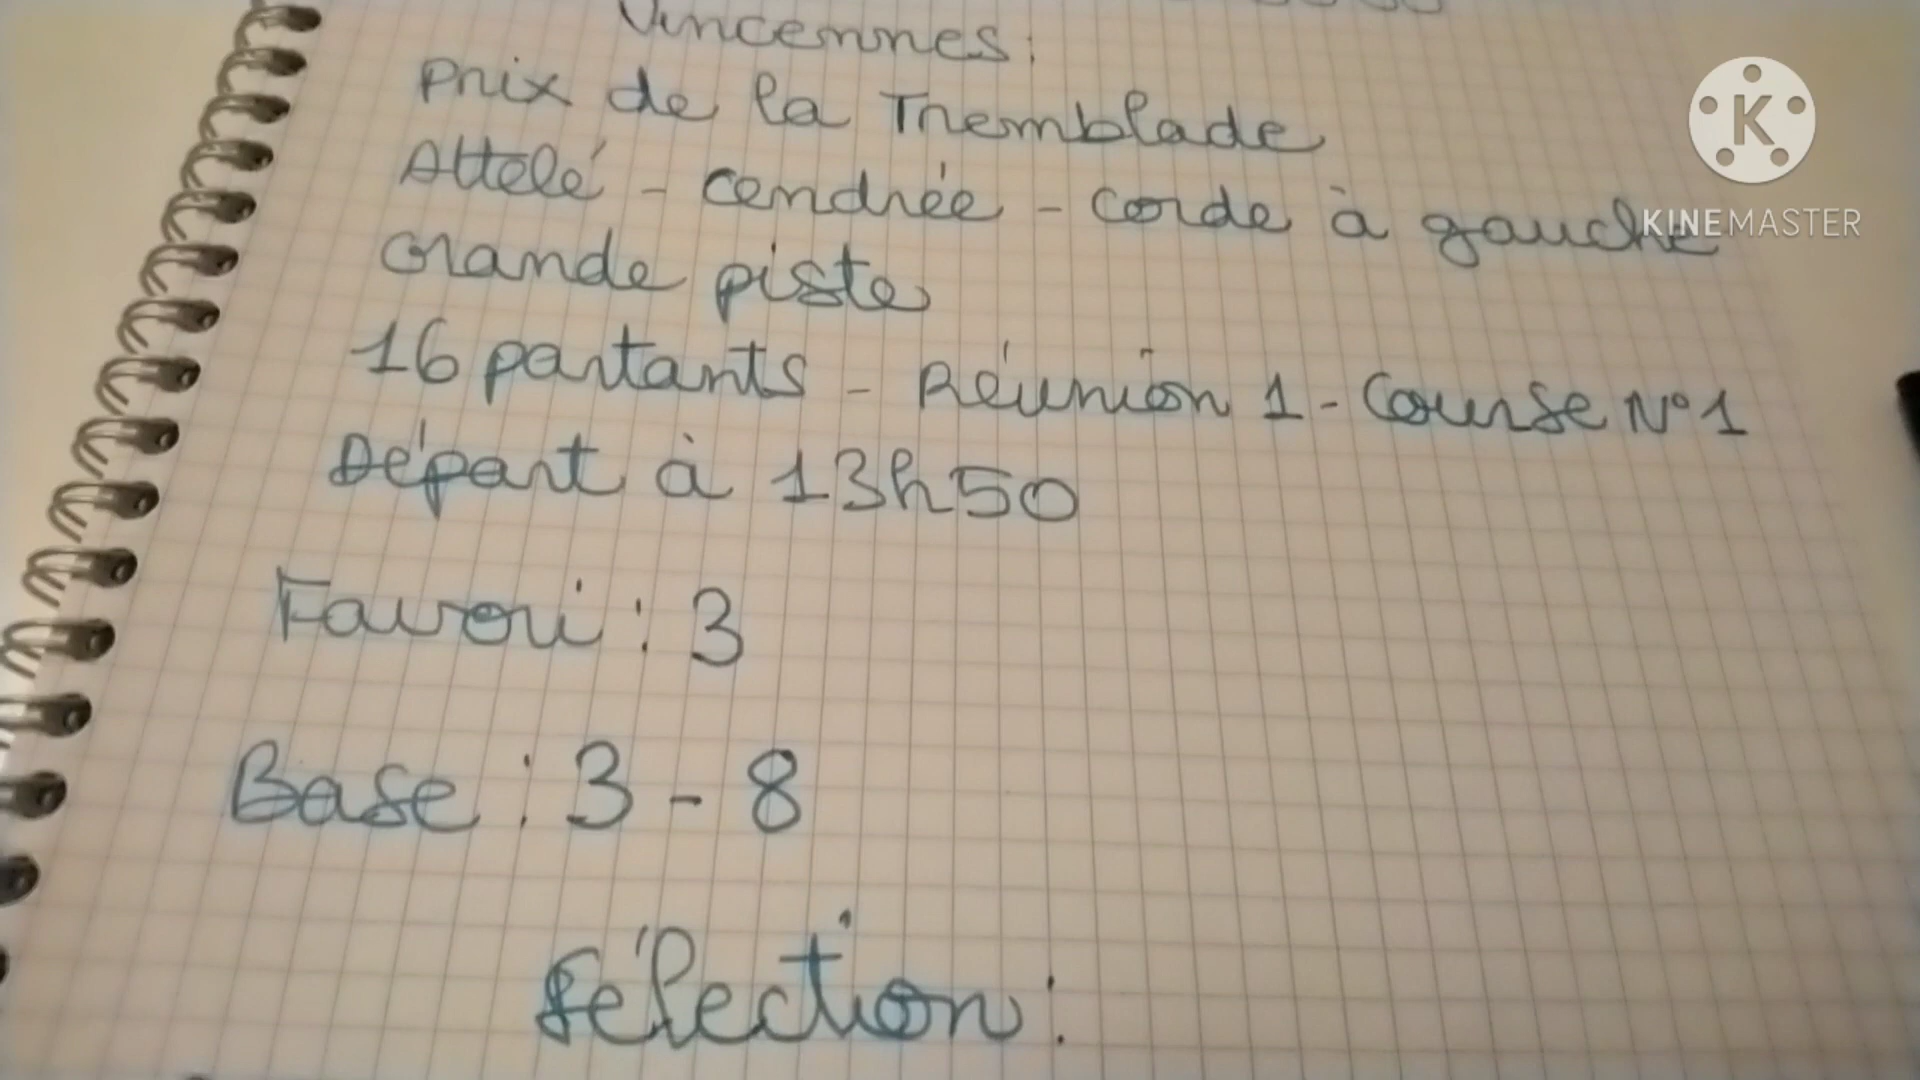 Vincennes:
Prix de la Tremblade
Attelé - cendrée - corde à gauche
Grande piste
16 partants - Réunion 1 - Course N°1
Départ à 13h50
Favori : 3
Base : 3 - 8
Sélection :
K
KINEMASTER